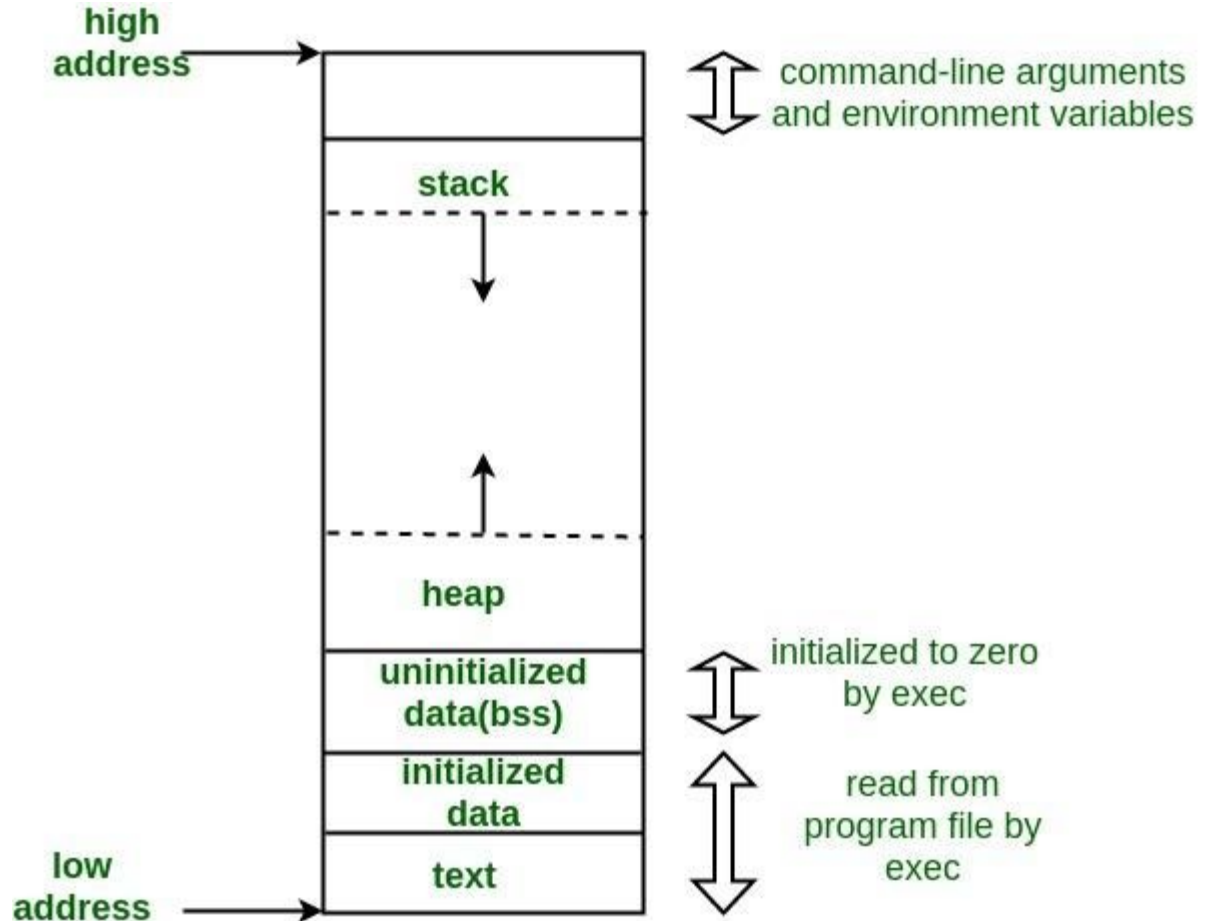 high
address
command-line arguments
and environment variables
stack
heap
uninitialized
data(bss)
initialized to zero
by exec
initialized
data
read from
program file by
exec
text
low
address